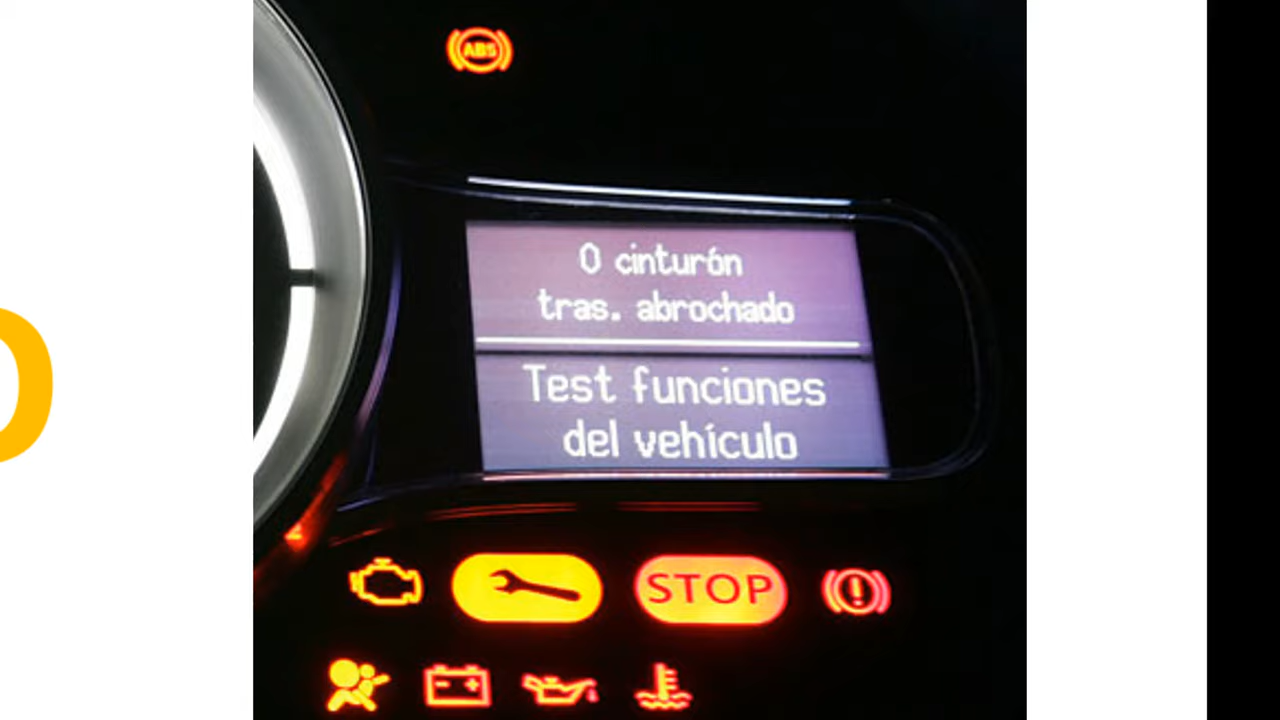 ABS
0 cinturón
tras. abrochado
Test funciones
del vehículo
STOP